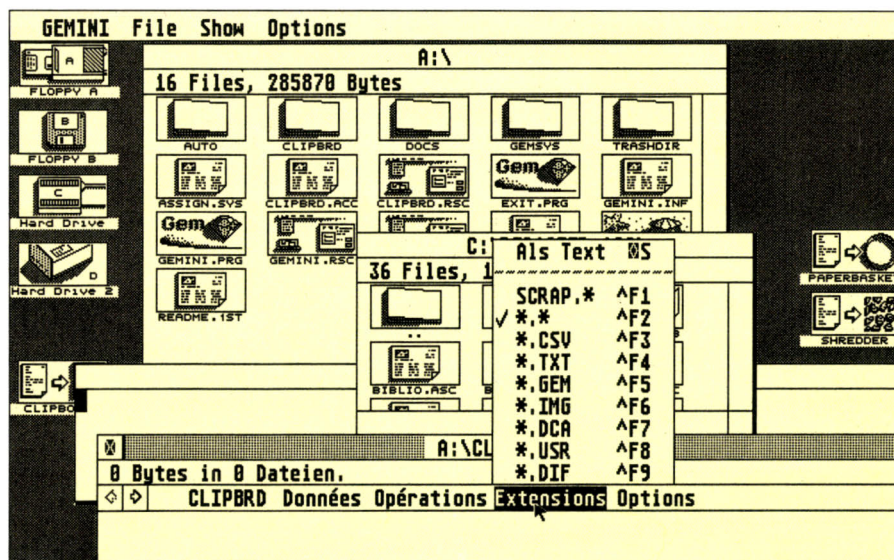 GEMINI File Show Options
A:\
16 Files, 285870 Bytes
FLOPPY A
FLOPPY B
Hard Drive
Hard Drive 2
AUTO CLIPBRD DOCS GEMSYS TRASHDIR
ASSIGN.SYS CLIPBRD.ACC CLIPBRD.RSC EXIT.PRG GEMINI.INF
GEMINI.PRG GEMINI.RSC
README.1ST
C:
36 Files, 1
..
BIBLIO.ASC
PAPERBASKE
SHREDDER
CLIPBO
Als Text S
SCRAP.* ^F1
✓ *.* ^F2
*.CSV ^F3
*.TXT ^F4
*.GEM ^F5
*.IMG ^F6
*.DCA ^F7
*.USR ^F8
*.DIF ^F9
A:\CL
0 Bytes in 0 Dateien.
CLIPBRD Données Opérations Extensions Options